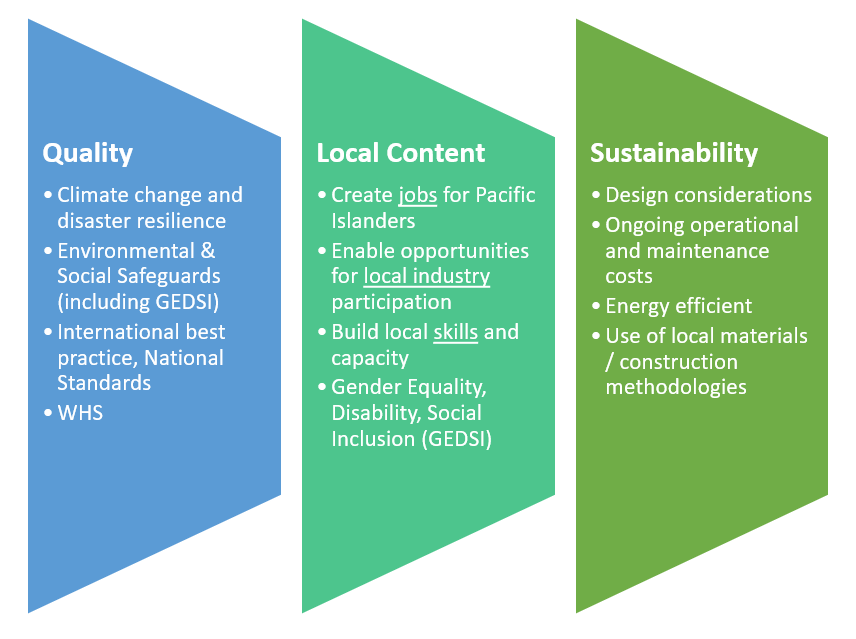 Quality
• Climate change and
disaster resilience
• Environmental &
Social Safeguards
(including GEDSI)
• International best
practice, National
Standards
• WHS
Local Content
• Create jobs for Pacific
Islanders
• Enable opportunities
for local industry
participation
• Build local skills and
capacity
• Gender Equality,
Disability, Social
Inclusion (GEDSI)
Sustainability
• Design considerations
• Ongoing operational
and maintenance
costs
• Energy efficient
• Use of local materials
/ construction
methodologies